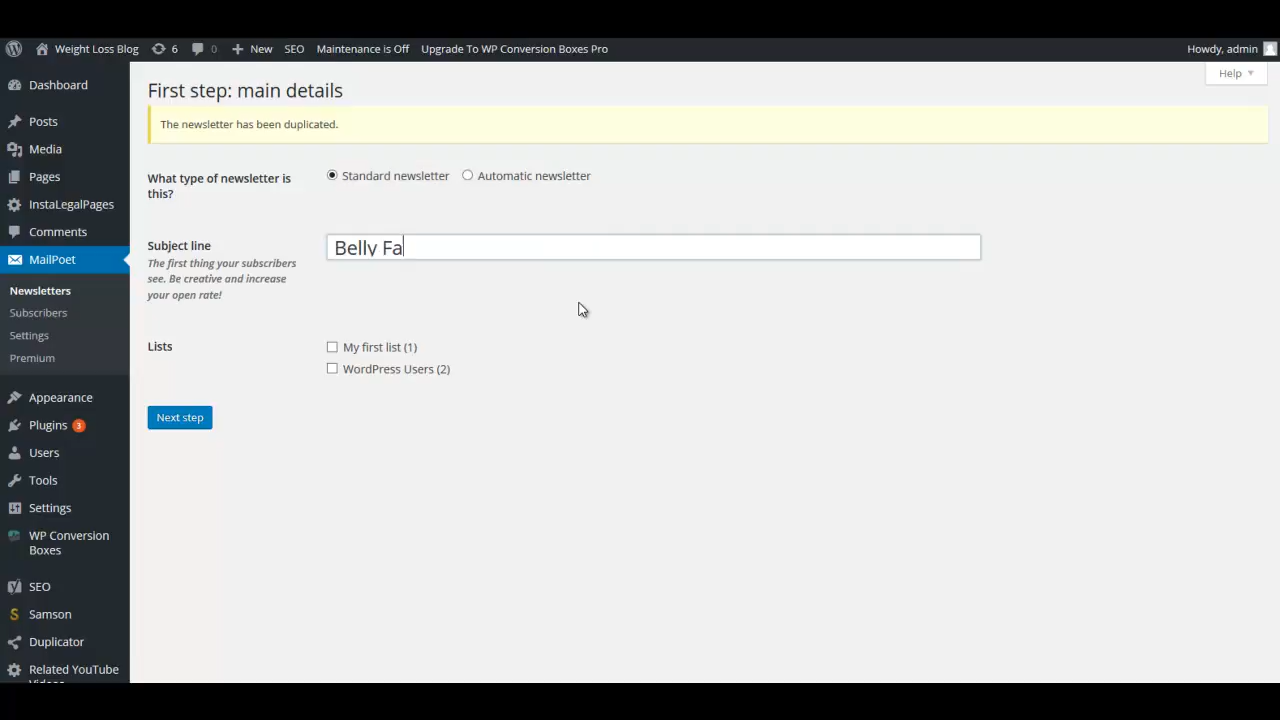 Weight Loss Blog 6 0 New SEO Maintenance is Off Upgrade To WP Conversion Boxes Pro Howdy, admin
Help
Dashboard
Posts
Media
Pages
InstaLegalPages
Comments
MailPoet
Newsletters
Subscribers
Settings
Premium
Appearance
Plugins 3
Users
Tools
Settings
WP Conversion
Boxes
SEO
Samson
Duplicator
Related YouTube
First step: main details
The newsletter has been duplicated.
What type of newsletter is
this?
Standard newsletter Automatic newsletter
Subject line
The first thing your subscribers
see. Be creative and increase
your open rate!
Belly Fa
Lists
My first list (1)
WordPress Users (2)
Next step